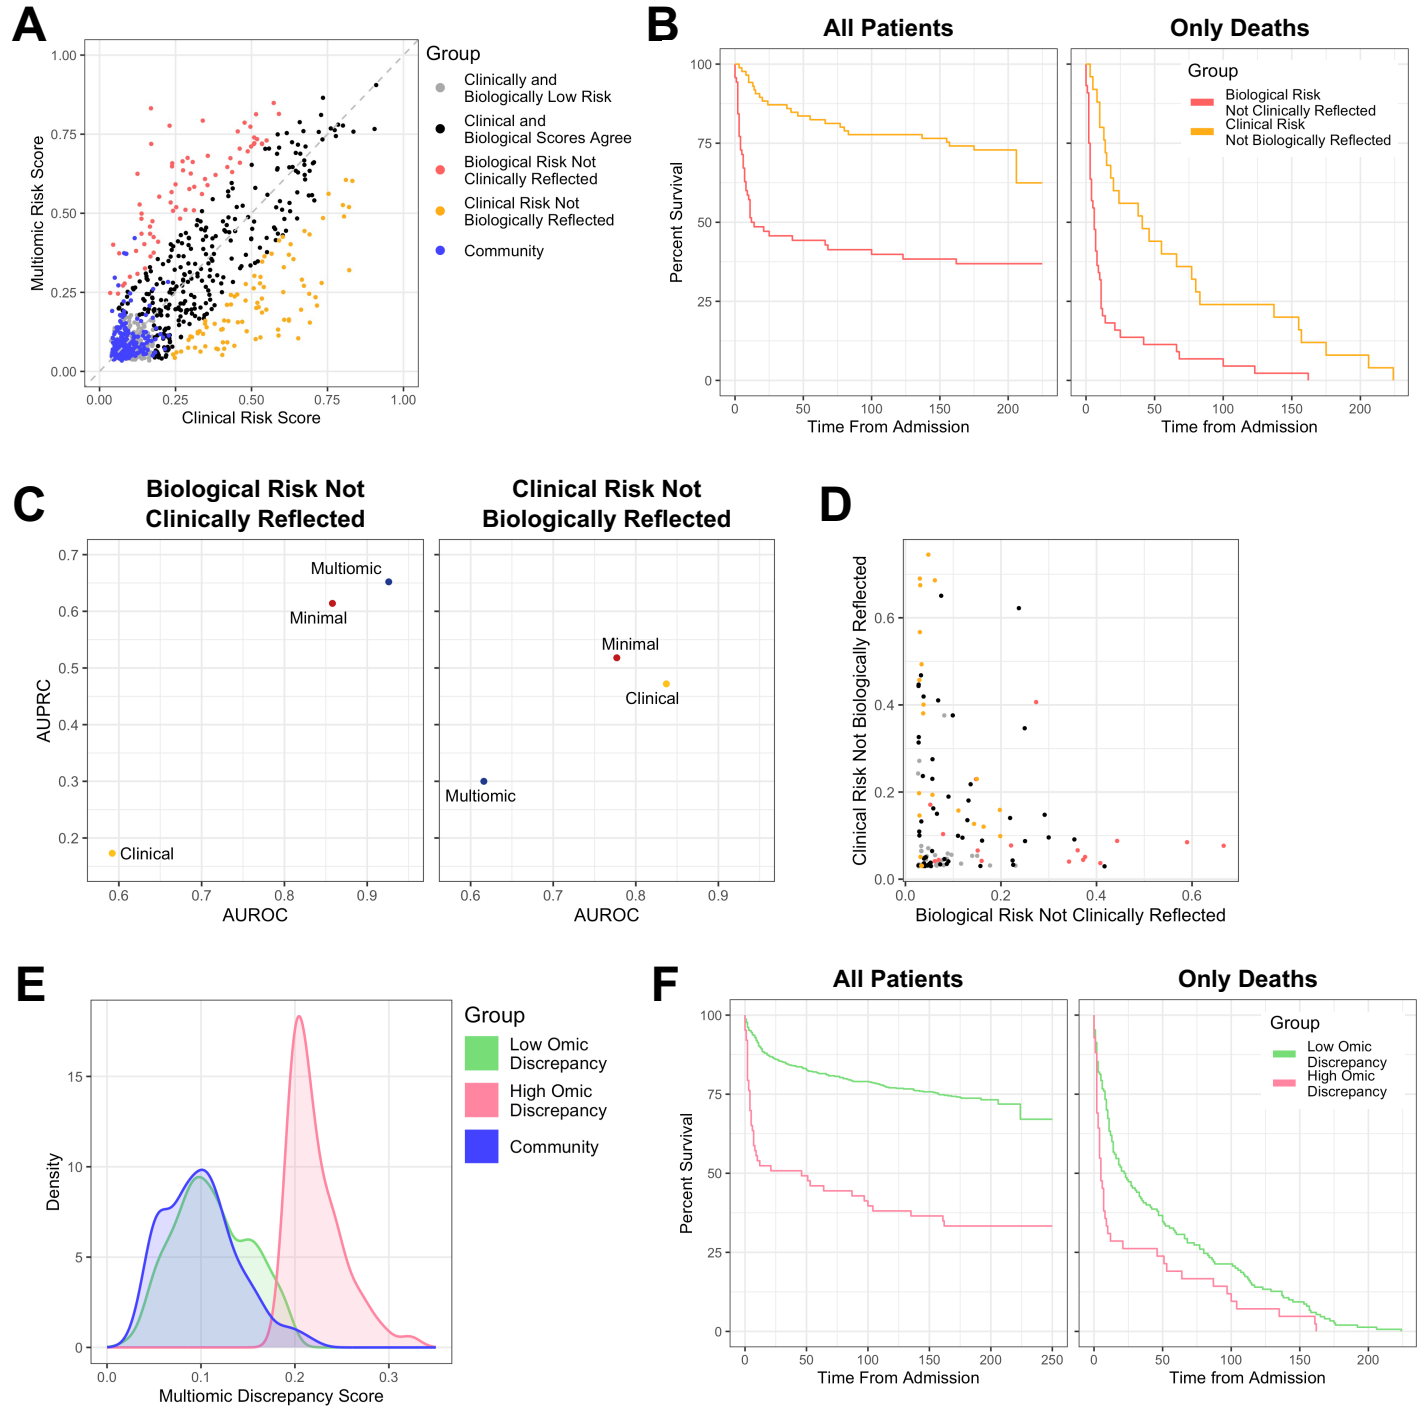 A
1.00
0.75
0.50
0.25
0.00
Multiomic Risk Score
0.00
0.25
0.50
0.75
1.00
Clinical Risk Score
Group
Clinically and
Biologically Low Risk
Clinical and
Biological Scores Agree
Biological Risk Not
Clinically Reflected
Clinical Risk Not
Biologically Reflected
Community
B
All Patients
100
75
50
25
0
Percent Survival
0
50
100
150
200
Time From Admission
Only Deaths
Group
Biological Risk
Not Clinically Reflected
Clinical Risk
Not Biologically Reflected
0
50
100
150
200
Time from Admission
C
Biological Risk Not
Clinically Reflected
0.7
0.6
0.5
0.4
0.3
0.2
AUPRC
Multiomic
Minimal
Clinical
0.6
0.7
0.8
0.9
AUROC
Clinical Risk Not
Biologically Reflected
Minimal
Clinical
Multiomic
0.6
0.7
0.8
0.9
AUROC
D
Clinical Risk Not Biologically Reflected
0.6
0.4
0.2
0.0
0.0
0.2
0.4
0.6
Biological Risk Not Clinically Reflected
E
15
10
5
0
Density
0.0
0.1
0.2
0.3
Multiomic Discrepancy Score
Group
Low Omic
Discrepancy
High Omic
Discrepancy
Community
F
All Patients
100
75
50
25
0
Percent Survival
0
50
100
150
200
250
Time From Admission
Only Deaths
Group
Low Omic
Discrepancy
High Omic
Discrepancy
0
50
100
150
200
Time from Admission